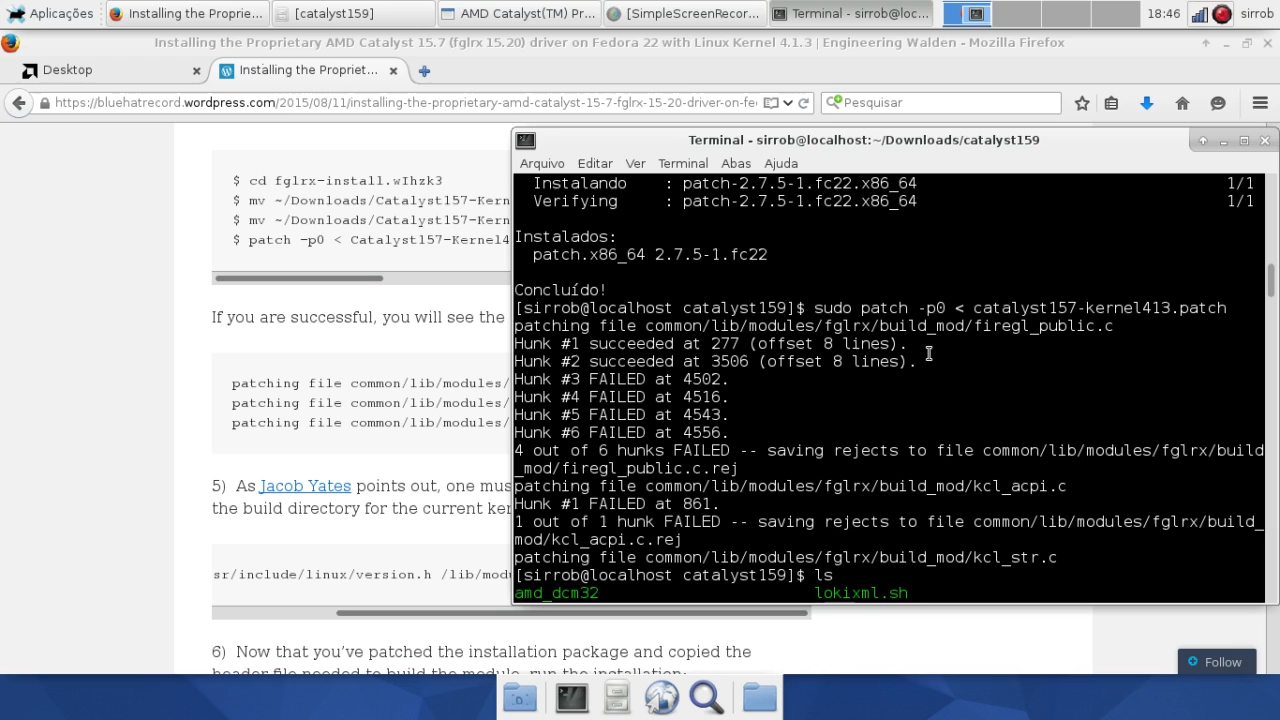 Aplicações
Installing the Proprie...
[catalyst159]
AMD Catalyst(TM) Pr...
[SimpleScreenRecor...
Terminal - sirrob@loc...
18:46
sirrob
Installing the Proprietary AMD Catalyst 15.7 (fglrx 15.20) driver on Fedora 22 with Linux Kernel 4.1.3 | Engineering Walden - Mozilla Firefox
Desktop
Installing the Propriet...
https://bluehatrecord.wordpress.com/2015/08/11/installing-the-proprietary-amd-catalyst-15-7-fglrx-15-20-driver-on-fe
Pesquisar
$ cd fglrx-install.wIhzk3
$ mv ~/Downloads/Catalyst157-Kern
$ mv ~/Downloads/Catalyst157-Kern
$ patch -p0 < Catalyst157-Kernel4
If you are successful, you will see the
patching file common/lib/modules/
patching file common/lib/modules/
patching file common/lib/modules/
5) As Jacob Yates points out, one mus
the build directory for the current ker
sr/include/linux/version.h /lib/modu
6) Now that you've patched the installation package and copied the
header file needed to build the module, run the installation:
Follow
Terminal - sirrob@localhost:~/Downloads/catalyst159
Arquivo Editar Ver Terminal Abas Ajuda
Instalando : patch-2.7.5-1.fc22.x86_64 1/1
Verifying : patch-2.7.5-1.fc22.x86_64 1/1
Instalados:
patch.x86_64 2.7.5-1.fc22
Concluído!
[sirrob@localhost catalyst159]$ sudo patch -p0 < catalyst157-kernel413.patch
patching file common/lib/modules/fglrx/build_mod/firegl_public.c
Hunk #1 succeeded at 277 (offset 8 lines).
Hunk #2 succeeded at 3506 (offset 8 lines).
Hunk #3 FAILED at 4502.
Hunk #4 FAILED at 4516.
Hunk #5 FAILED at 4543.
Hunk #6 FAILED at 4556.
4 out of 6 hunks FAILED -- saving rejects to file common/lib/modules/fglrx/build
_mod/firegl_public.c.rej
patching file common/lib/modules/fglrx/build_mod/kcl_acpi.c
Hunk #1 FAILED at 861.
1 out of 1 hunk FAILED -- saving rejects to file common/lib/modules/fglrx/build_
mod/kcl_acpi.c.rej
patching file common/lib/modules/fglrx/build_mod/kcl_str.c
[sirrob@localhost catalyst159]$ ls
amd_dcm32 lokixml.sh